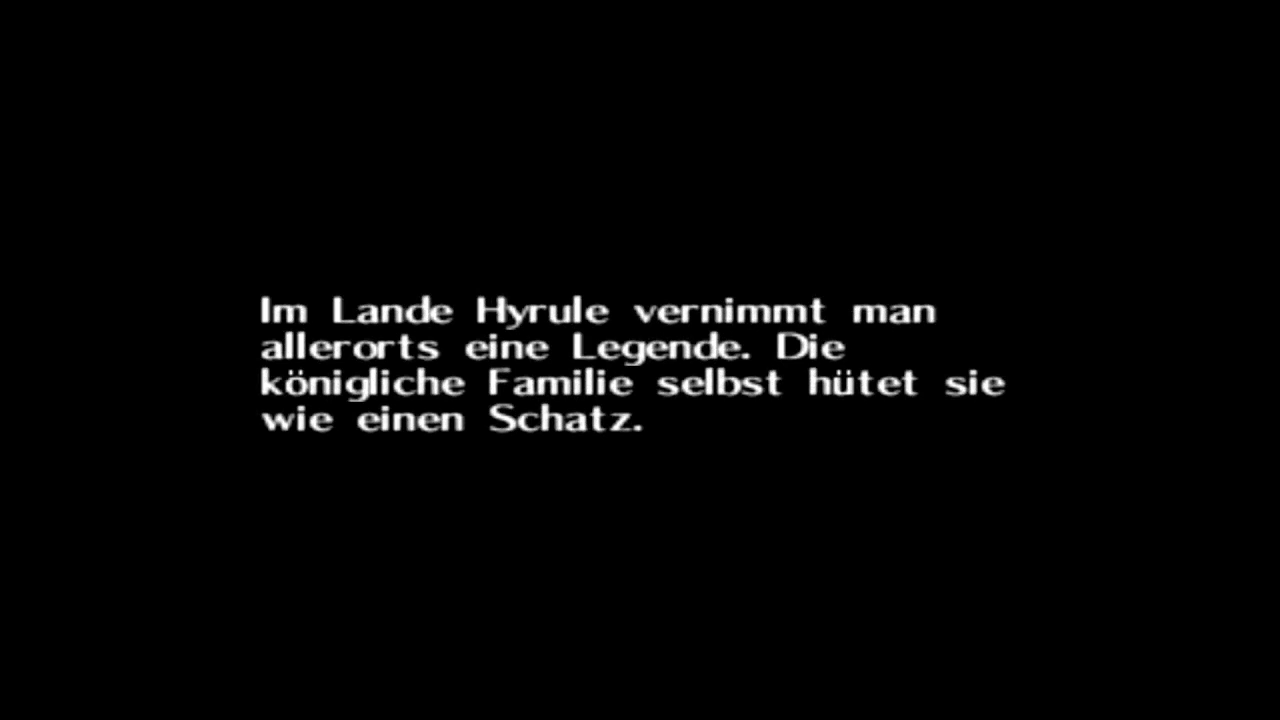 Im Lande Hyrule vernimmt man
allerorts eine Legende. Die
königliche Familie selbst hütet sie
wie einen Schatz.